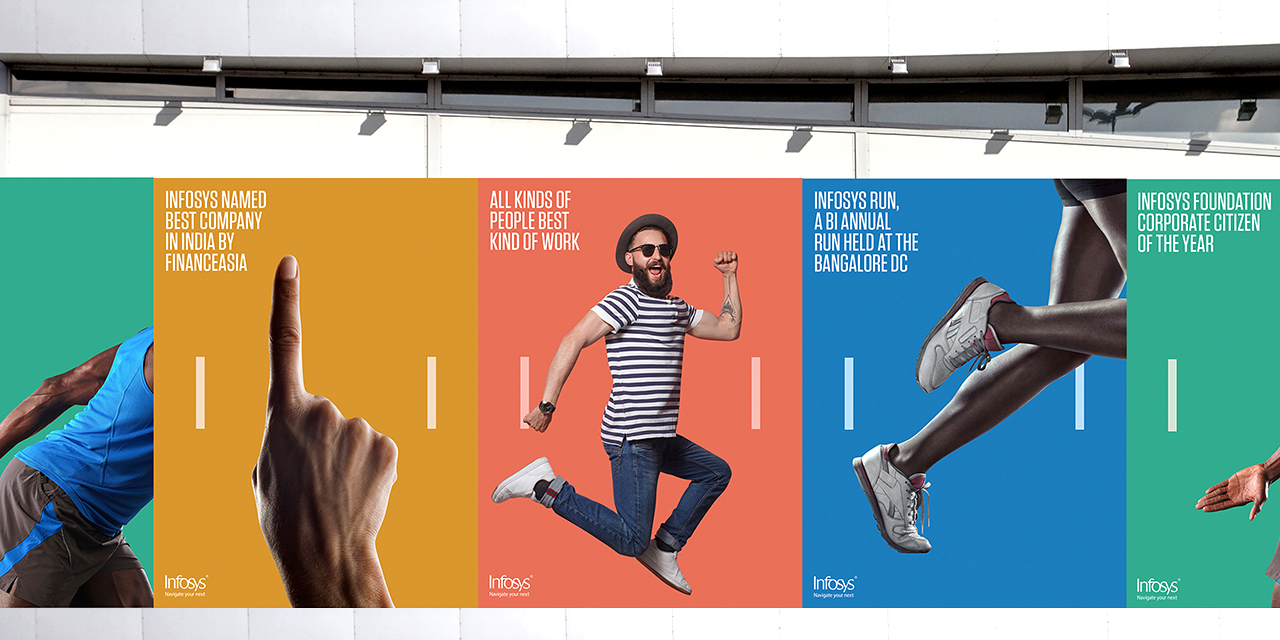 INFOSYS NAMED
BEST COMPANY
IN INDIA BY
FINANCEASIA
Infosys®
Navigate your next
ALL KINDS OF
PEOPLE BEST
KIND OF WORK
Infosys®
Navigate your next
INFOSYS RUN,
A BI ANNUAL
RUN HELD AT THE
BANGALORE DC
Infosys®
Navigate your next
INFOSYS FOUNDATION
CORPORATE CITIZEN
OF THE YEAR
Infosys®
Navigate your next